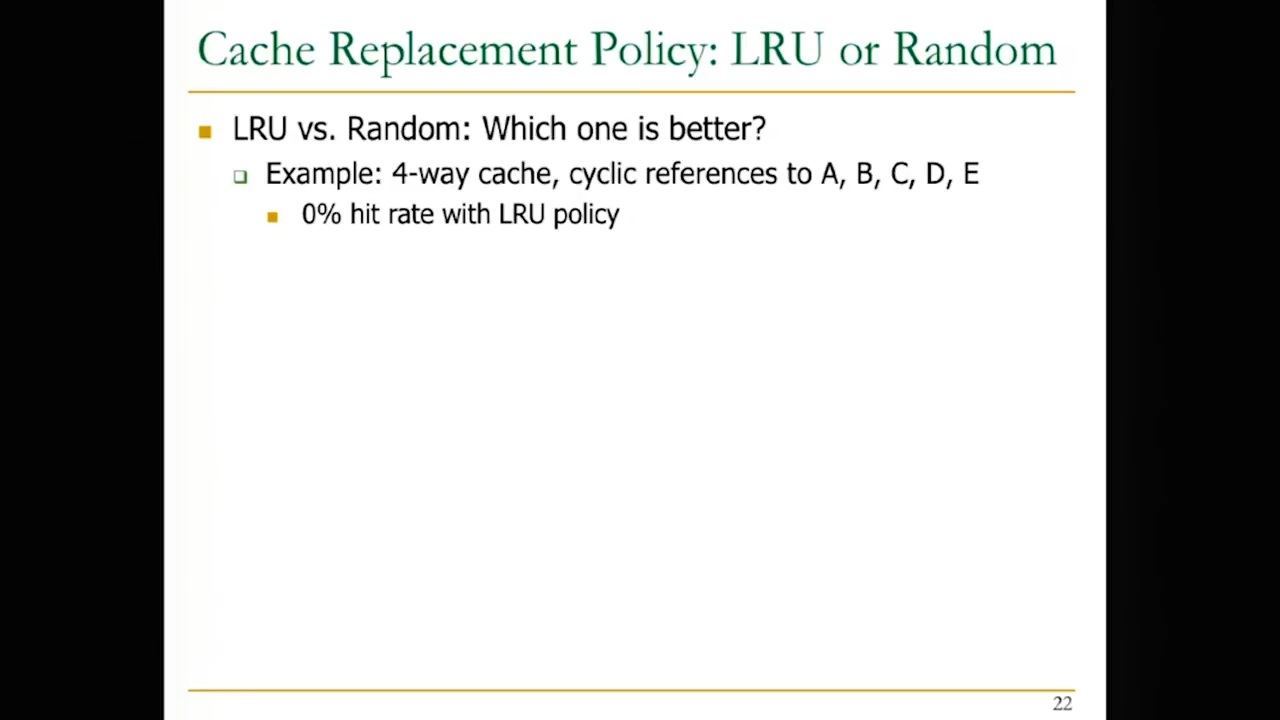 Cache Replacement Policy: LRU or Random
LRU vs. Random: Which one is better?
Example: 4-way cache, cyclic references to A, B, C, D, E
0% hit rate with LRU policy
22